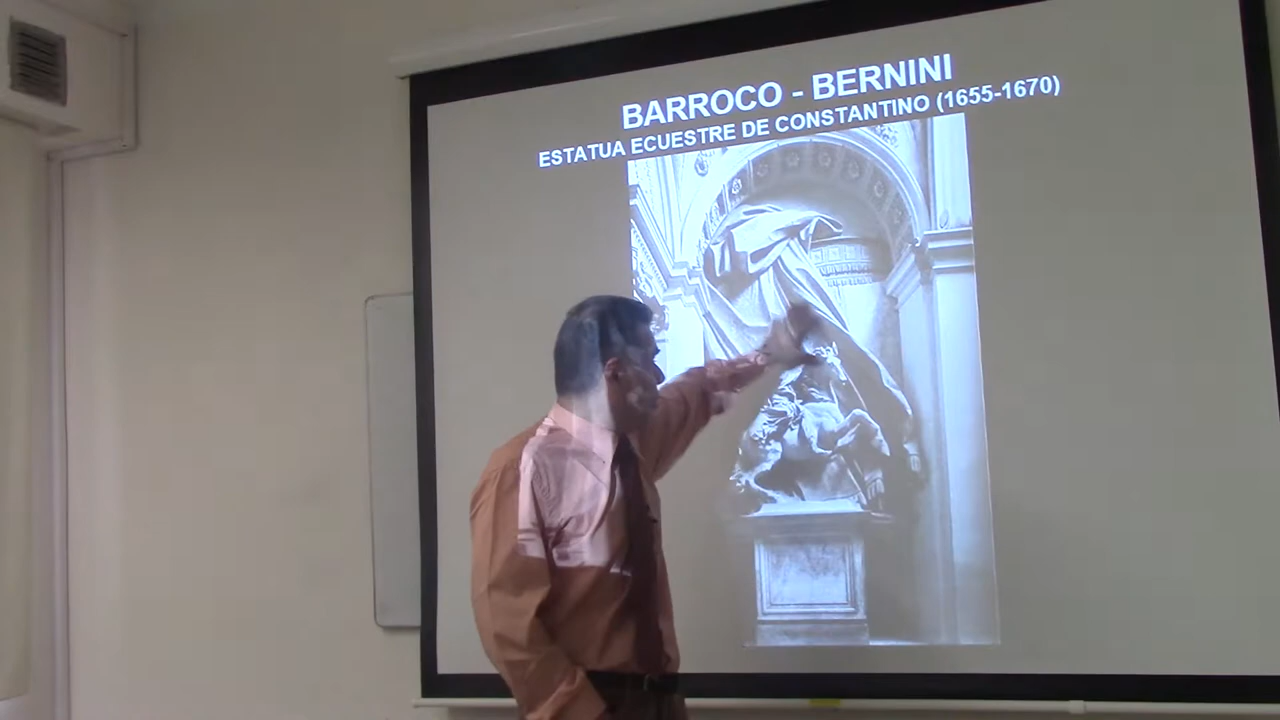 BARROCO - BERNINI
ESTATUA ECUESTRE DE CONSTANTINO (1655-1670)